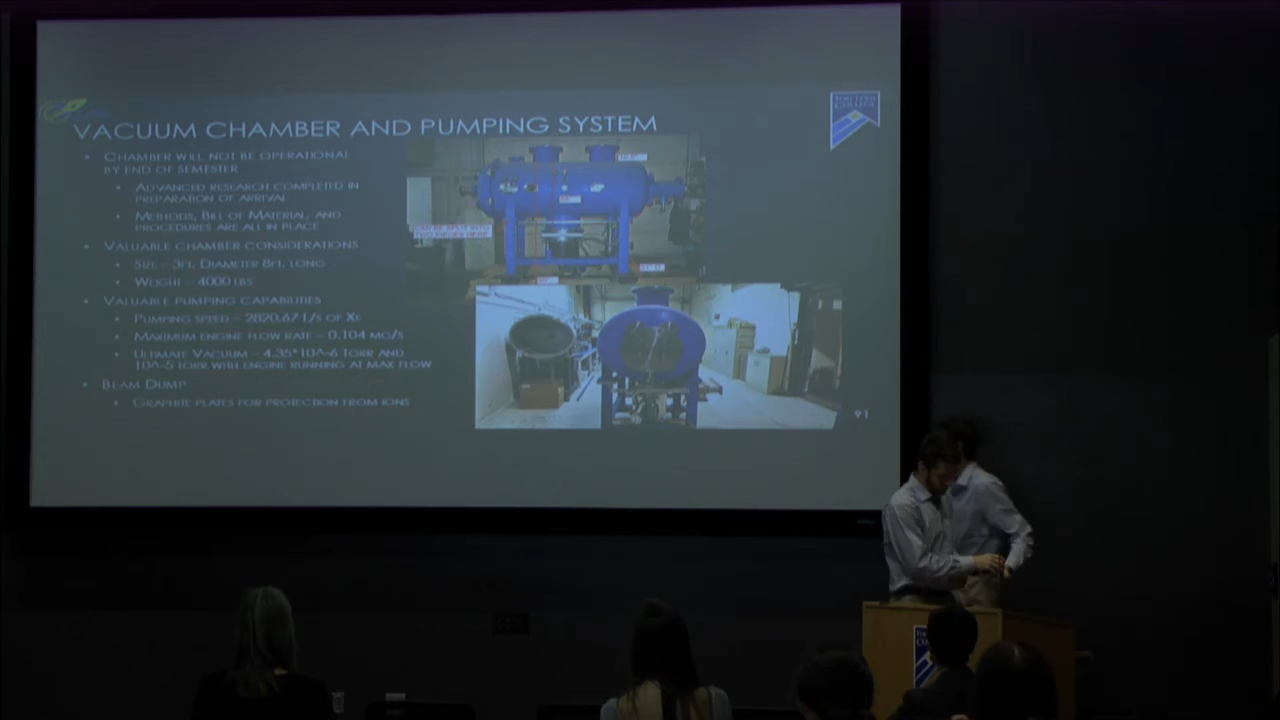 VACUUM CHAMBER AND PUMPING SYSTEM
• CHAMBER WILL NOT BE OPERATIONAL
BY END OF SEMESTER
• ADVANCED RESEARCH COMPLETED IN
PREPARATION OF ARRIVAL
• METHODS, BILL OF MATERIAL, AND
PROCEDURES ARE ALL IN PLACE
• VALUABLE CHAMBER CONSIDERATIONS
• SIZE – 3FT. DIAMETER 8FT. LONG
• WEIGHT – 4000 LBS
• VALUABLE PUMPING CAPABILITIES
• PUMPING SPEED – 2820.67 L/S OF XE
• MAXIMUM ENGINE FLOW RATE – 0.104 MG/S
• ULTIMATE VACUUM – 4.35*10^-6 TORR AND
10^-5 TORR WITH ENGINE RUNNING AT MAX FLOW
• BEAM DUMP
• GRAPHITE PLATES FOR PROTECTION FROM IONS
FORT LEWIS
COLLEGE
91